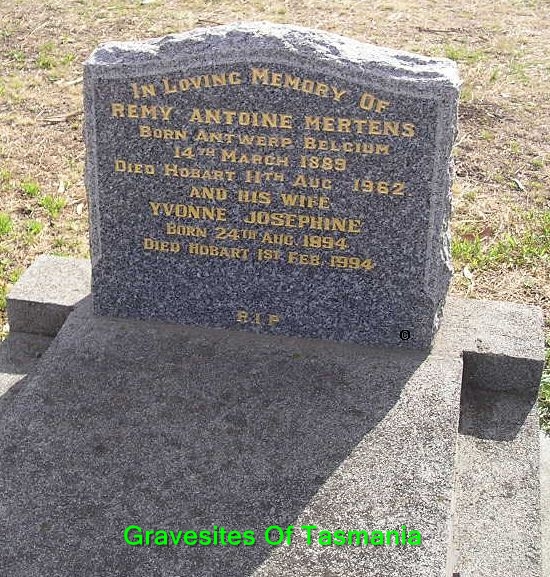 In Loving Memory Of
REMY ANTOINE MERTENS
BORN ANTWERP BELGIUM
14TH MARCH 1889
DIED HOBART 11TH AUG 1962
AND HIS WIFE
YVONNE JOSEPHINE
BORN 24TH AUG. 1894
DIED HOBART 1ST FEB. 1994
R.I.P
Gravesites Of Tasmania